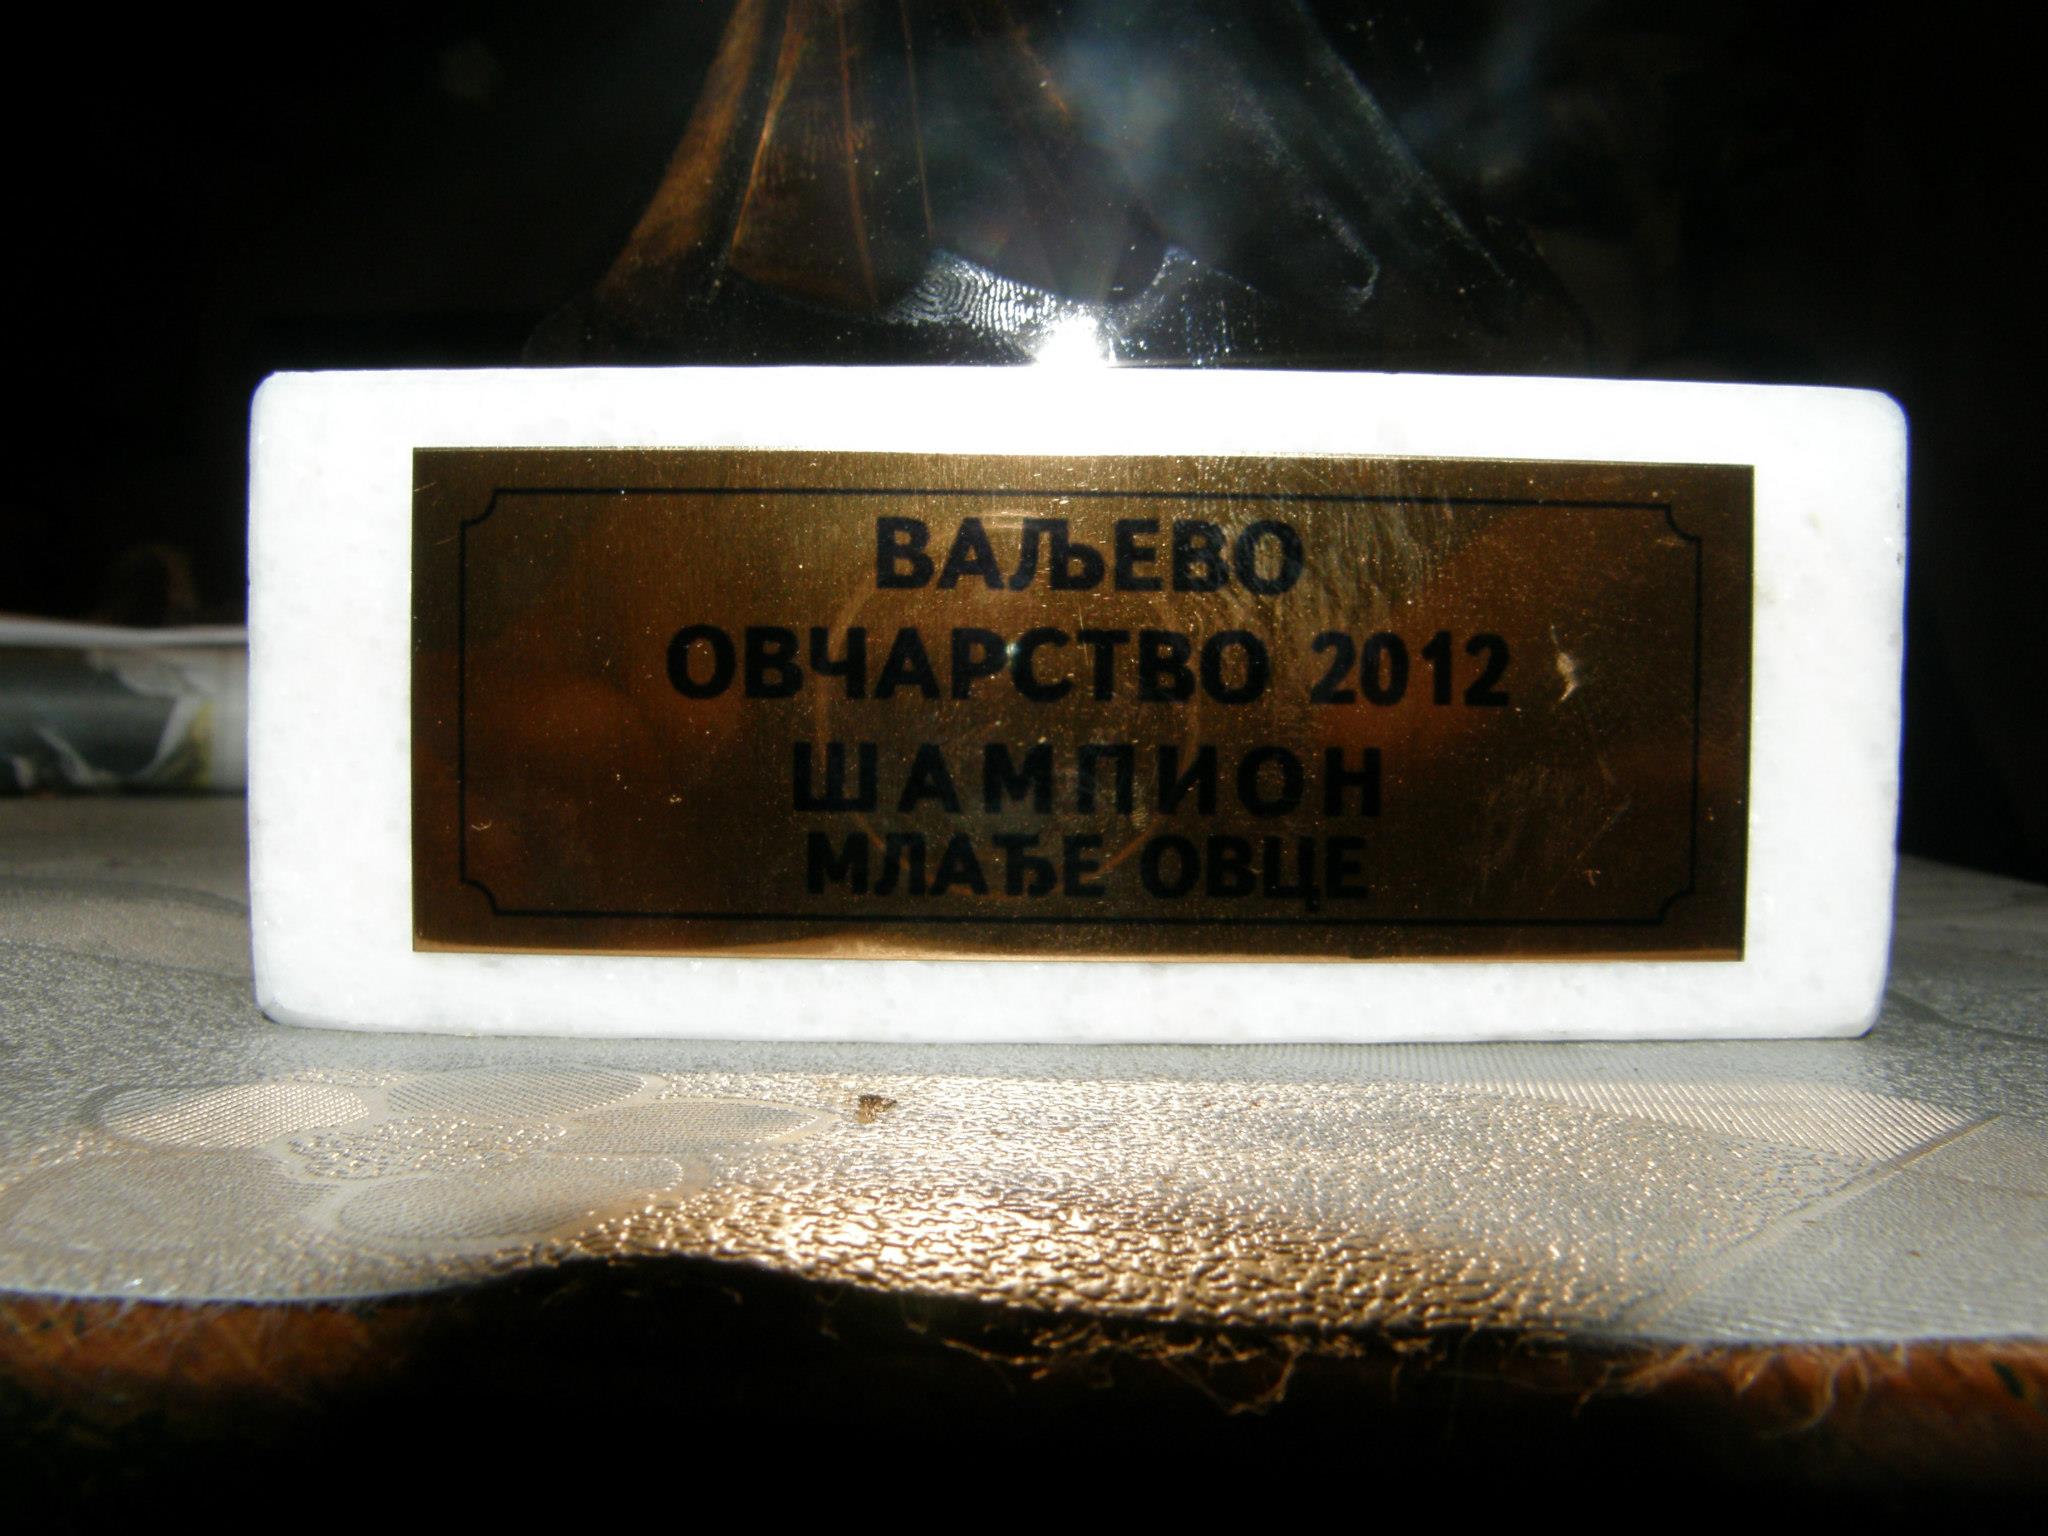 ВАЉЕВО
ОВЧАРСТВО 2012
ШАМПИОН
МЛАЂЕ ОВЦЕ